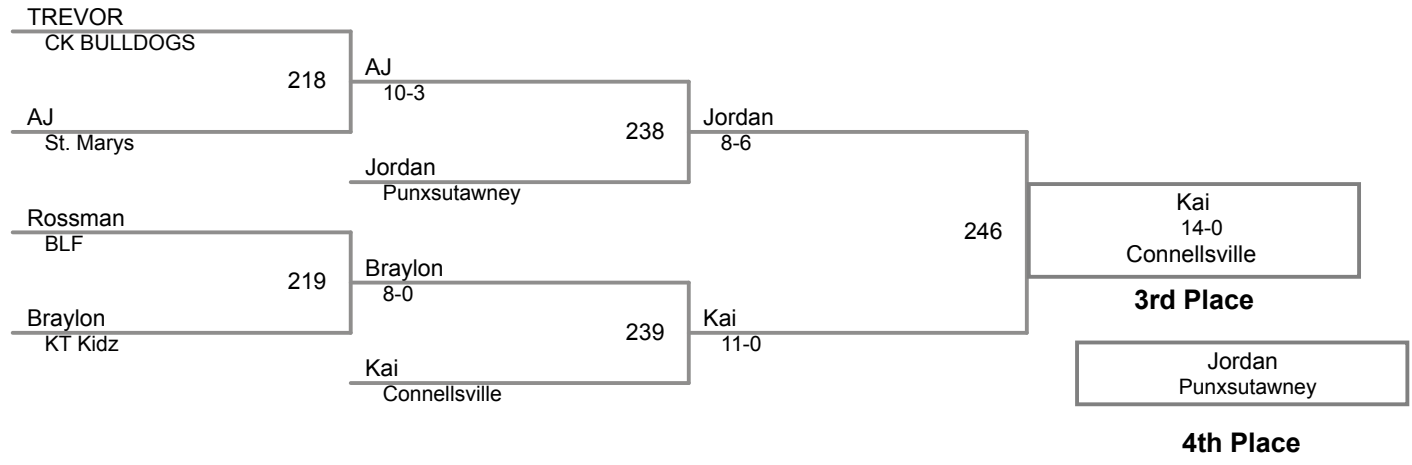 TREVOR
CK BULLDOGS
218
AJ
10-3
AJ
St. Marys
238
Jordan
8-6
Jordan
Punxsutawney
Rossman
BLF
246
Kai
14-0
Connellsville
3rd Place
219
Braylon
8-0
Braylon
KT Kidz
239
Kai
11-0
Kai
Connellsville
Jordan
Punxsutawney
4th Place